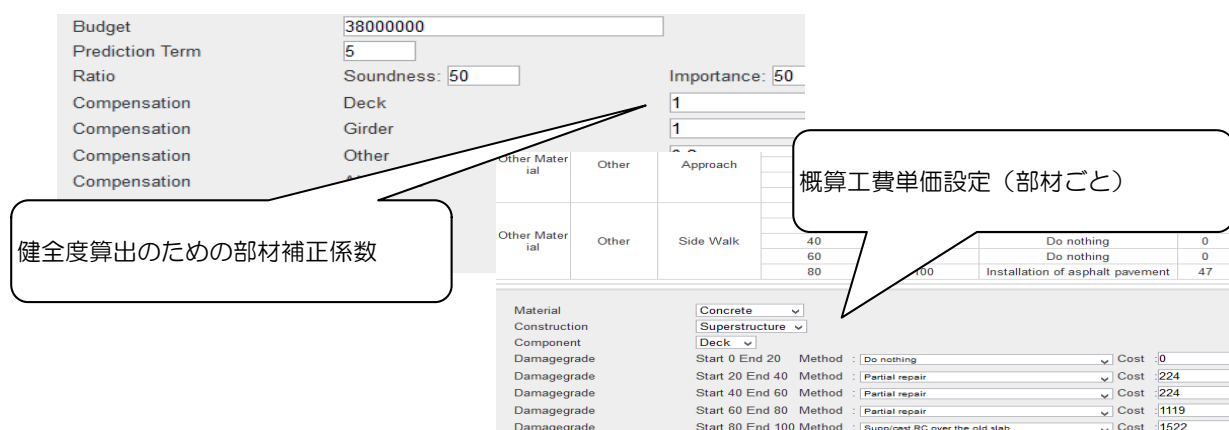 Budget 38000000
Prediction Term 5
Ratio Soundness: 50 Importance: 50
Compensation Deck 1
Compensation Girder 1
Compensation Other
Compensation
健全度算出のための部材補正係数
概算工費単価設定（部材ごと）
Other Mater
ial Other Approach
Other Mater
ial Other Side Walk
40 Do nothing 0
60 Do nothing 0
80 100 Installation of asphalt pavement 47
Material Concrete
Construction Superstructure
Component Deck
Damagegrade Start 0 End 20 Method : Do nothing Cost :0
Damagegrade Start 20 End 40 Method : Partial repair Cost :224
Damagegrade Start 40 End 60 Method : Partial repair Cost :224
Damagegrade Start 60 End 80 Method : Partial repair Cost :1119
Damagegrade Start 80 End 100 Method : Supp/cast RC over the old slab Cost :1522